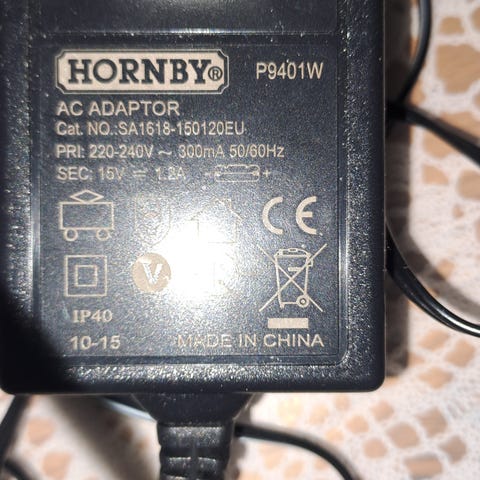 HORNBY®
P9401W
AC ADAPTOR
Cat. NO.:SA1618-150120EU
PRI: 220-240V ~ 300mA 50/60Hz
SEC: 15V ⎓ 1.2A - +
CE
V
IP40
10-15
MADE IN CHINA